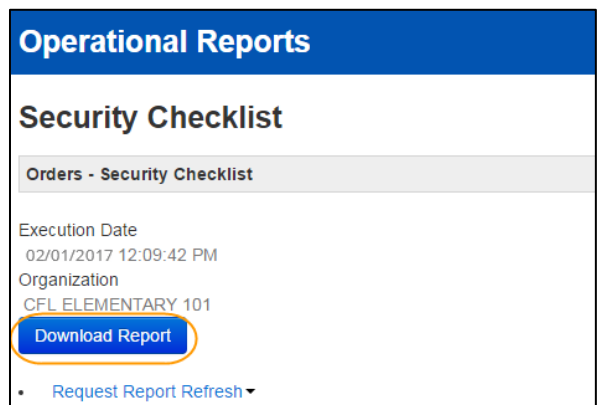 Operational Reports
Security Checklist
Orders - Security Checklist
Execution Date
02/01/2017 12:09:42 PM
Organization
CFL ELEMENTARY 101
Download Report
• Request Report Refresh